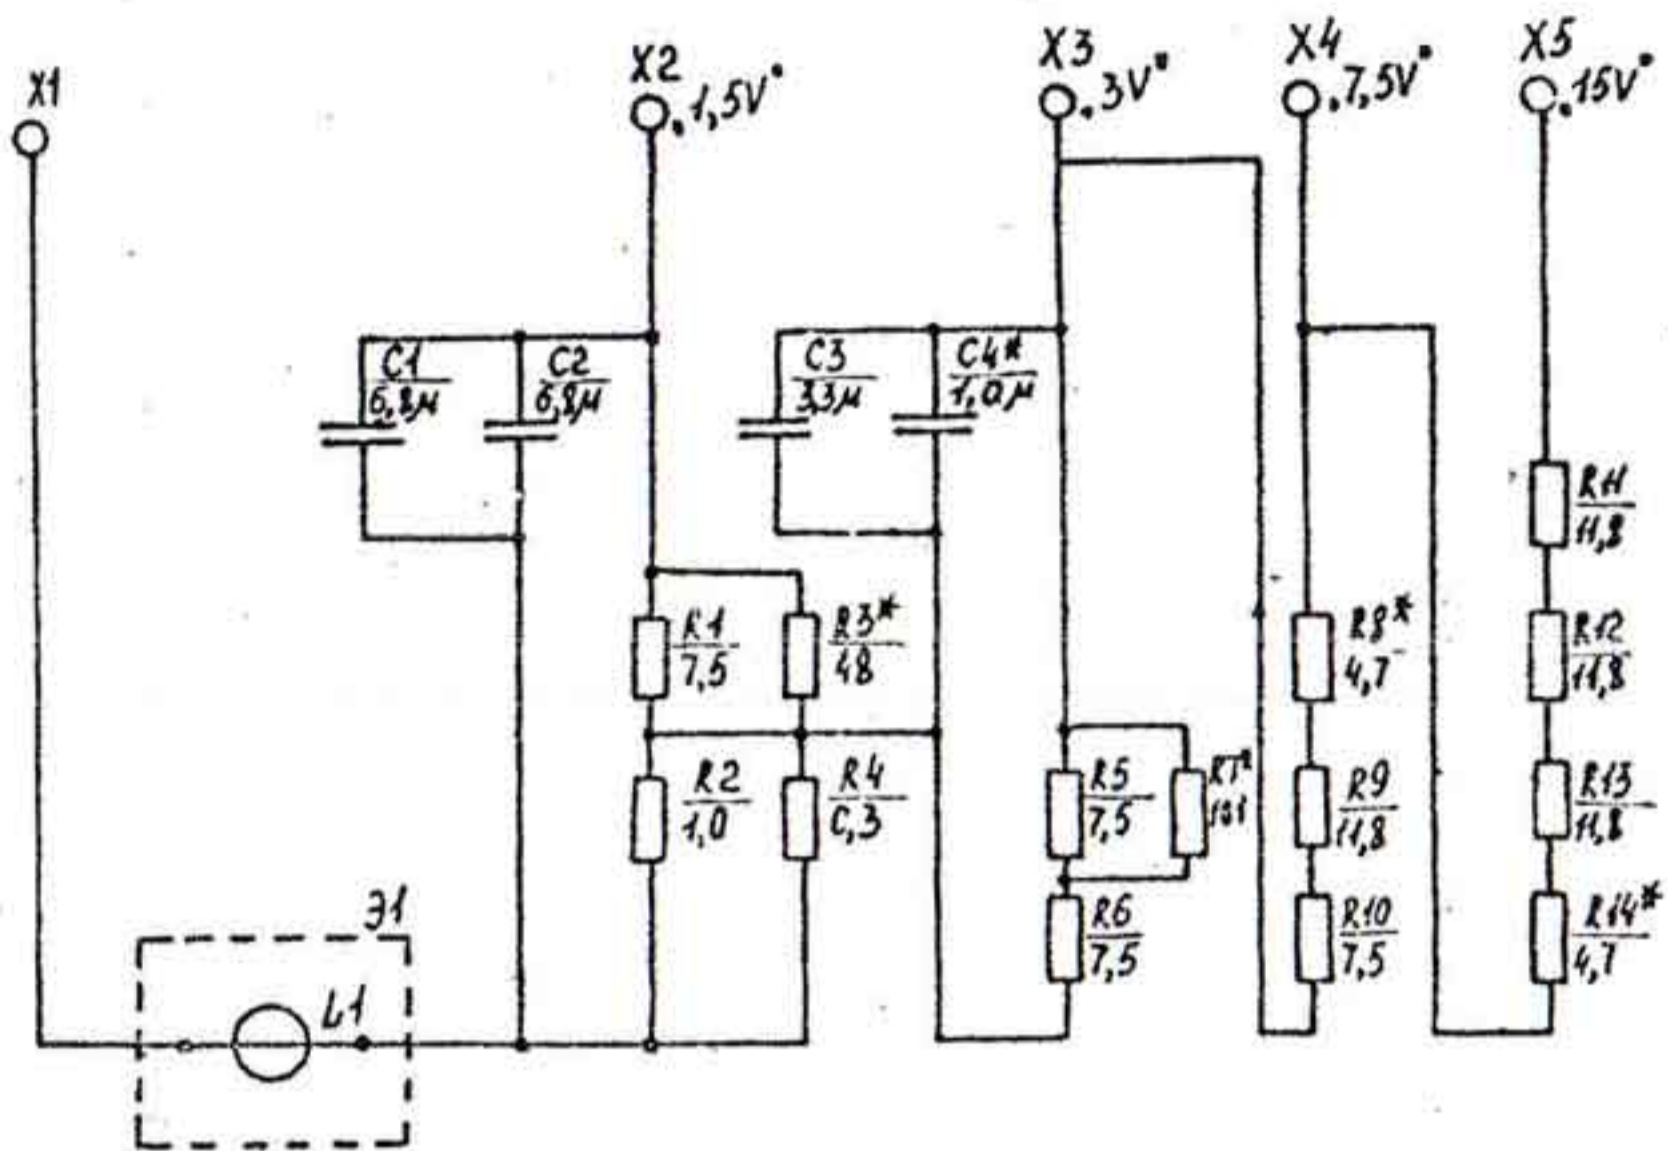 X1
X2
.1,5V"
X3
.3V"
X4
.7,5V"
X5
.15V"
C1
6,8μ
C2
6,8μ
C3
3,3μ
C4*
1,0μ
R1
7,5
R3*
48
R2
1,0
R4
0,3
R5
7,5
R6
7,5
R8*
4,7
R9
11,8
R10
7,5
R11
11,8
R12
11,8
R13
11,8
R14*
4,7
Э1
L1